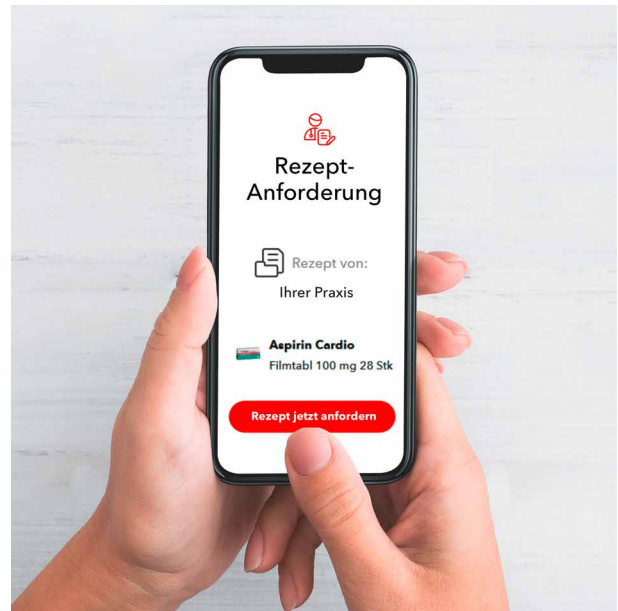 Rezept-
Anforderung
Rezept von:
Ihrer Praxis
Aspirin Cardio
Filmtabl 100 mg 28 Stk
Rezept jetzt anfordern